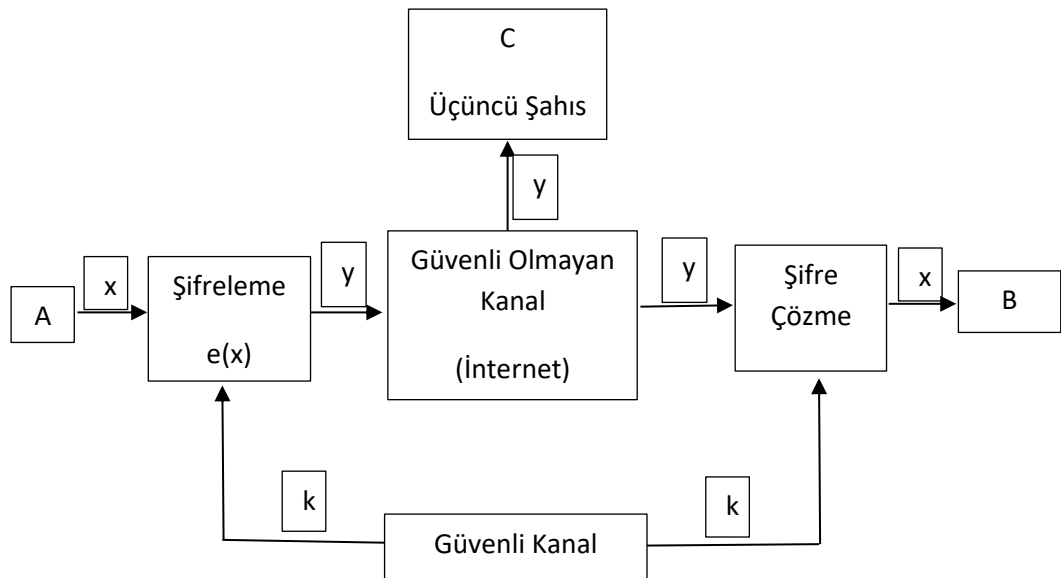 C
Üçüncü Şahıs
y
A
x
Şifreleme
e(x)
y
Güvenli Olmayan
Kanal
(İnternet)
y
Şifre
Çözme
x
B
k
Güvenli Kanal
k